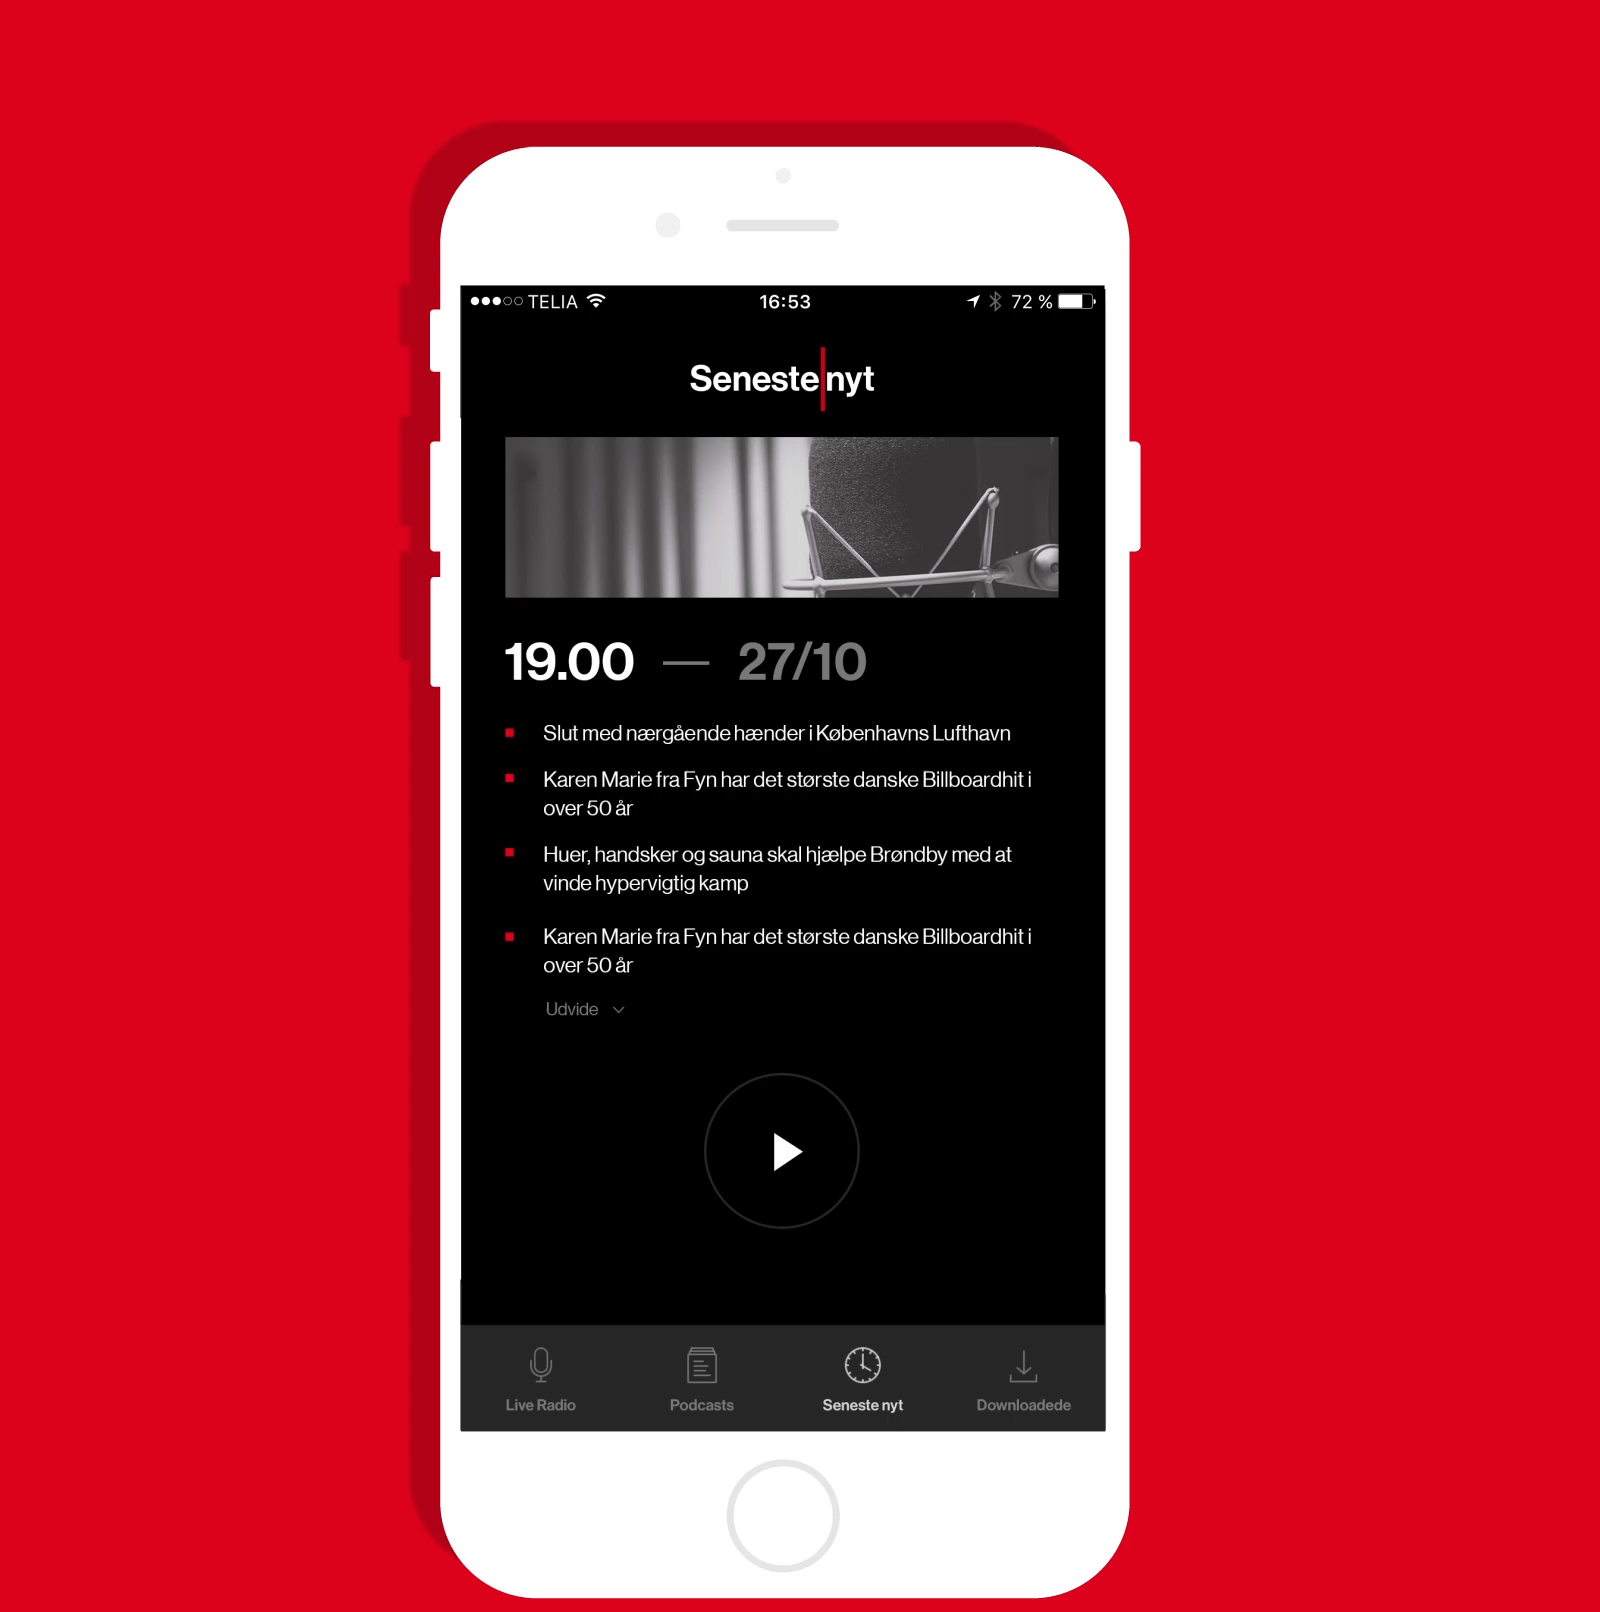 TELIA 16:53 72 %
Seneste nyt
19.00 — 27/10
Slut med nærgående hænder i Københavns Lufthavn
Karen Marie fra Fyn har det største danske Billboardhit i
over 50 år
Huer, handsker og sauna skal hjælpe Brøndby med at
vinde hypervigtig kamp
Karen Marie fra Fyn har det største danske Billboardhit i
over 50 år
Udvide
Live Radio Podcasts Seneste nyt Downloadede